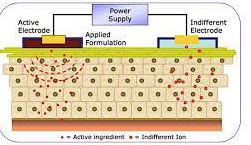 Power
Supply
Active
Electrode
Indifferent
Electrode
Applied
Formulation
• = Active ingredient • = Indifferent Ion